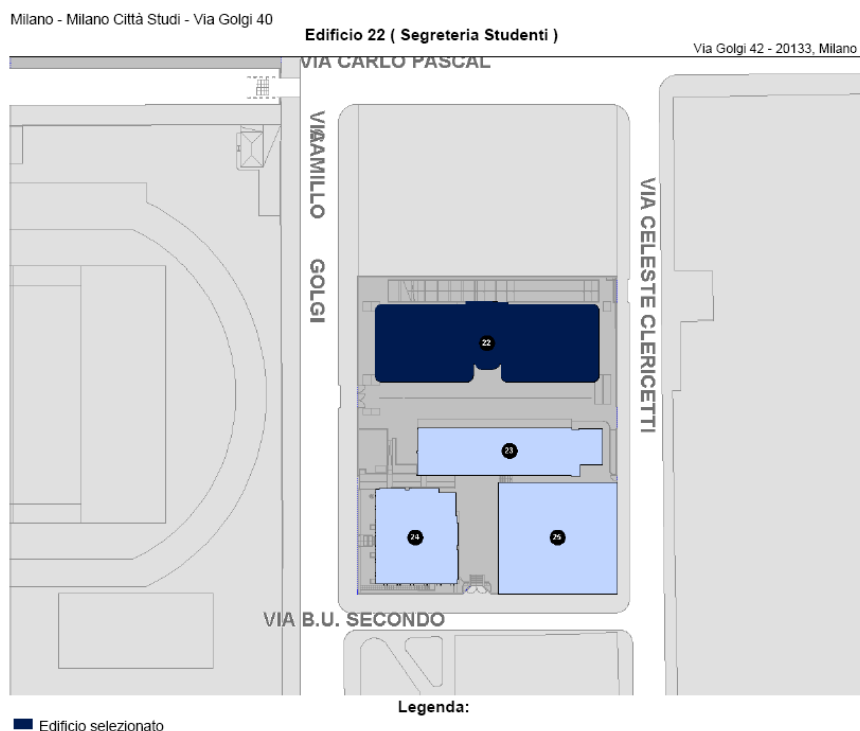 Milano - Milano Città Studi - Via Golgi 40
Edificio 22 ( Segreteria Studenti )
Via Golgi 42 - 20133, Milano
VIA CARLO PASCAL
VIA
GOLGI
VIA CELESTE CLERICETTI
22
23
24
25
VIA B.U. SECONDO
Legenda:
Edificio selezionato